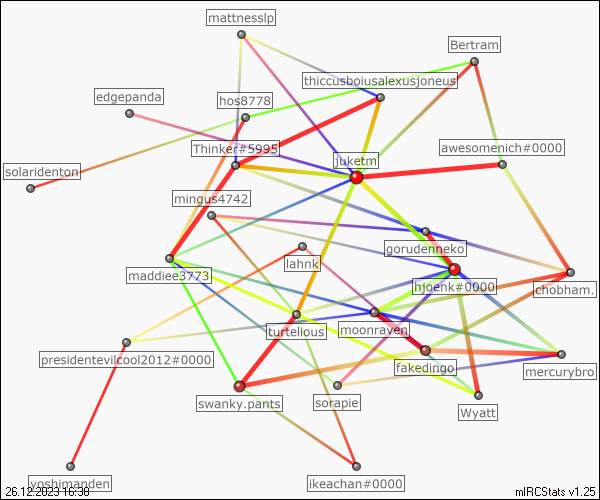 mattnesslp
Bertram
thiccusboiusalexusjoneus
edgepanda
hos8778
Thinker#5995
awesomenich#0000
juketm
solaridenton
mingus4742
gorudenneko
lahnk
maddiee3773
hjoenk#0000
chobham.
turtelious
moonraven
presidentevilcool2012#0000
fakedingo
mercurybro
swanky.pants
sorapie
Wyatt
yoshimanden
ikeachan#0000
26.12.2023 16:38
mIRCStats v1.25